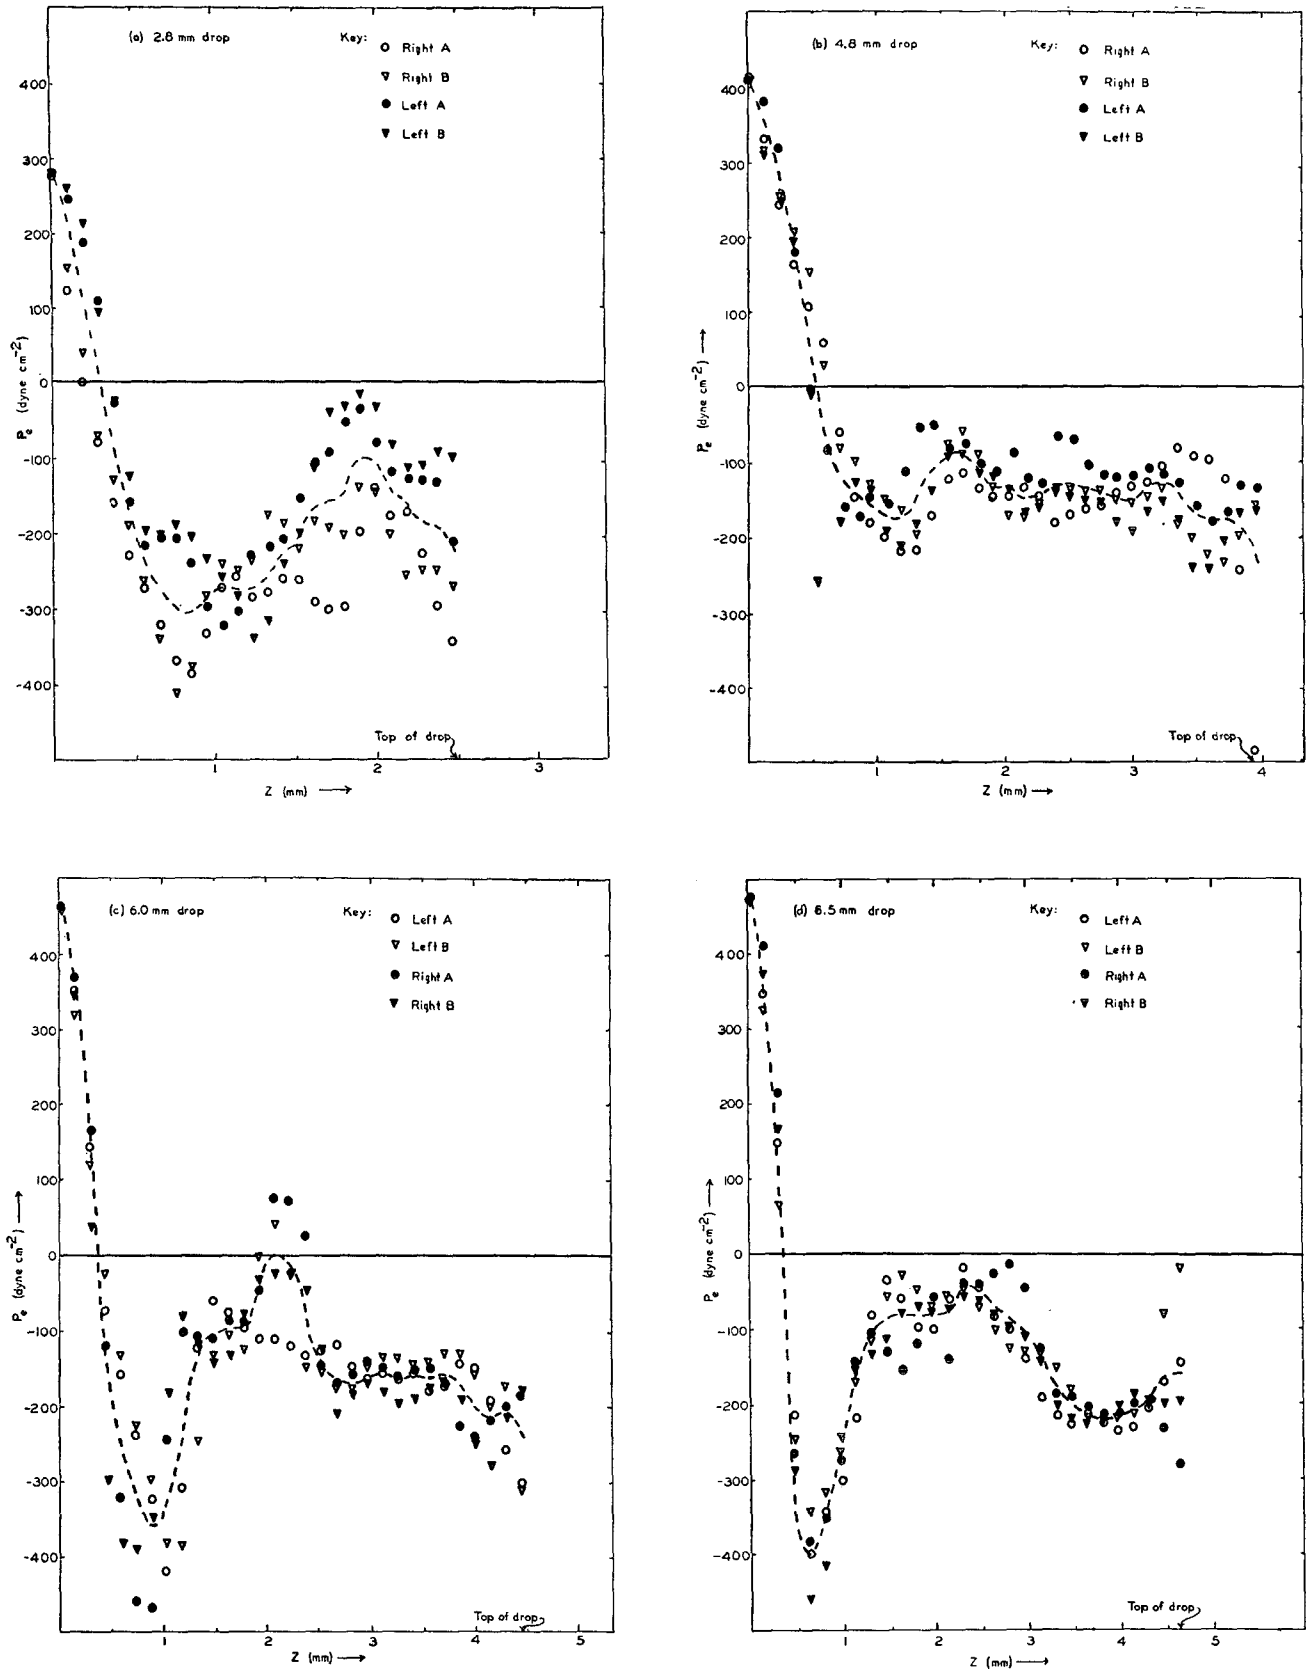 (a) 2.8 mm drop
Key:
Right A
Right B
Left A
Left B
400
300
200
100
0
-100
-200
-300
-400
Pe (dyne cm-2)
Top of drop
1 2 3
Z (mm)
(b) 4.8 mm drop
Key:
Right A
Right B
Left A
Left B
400
300
200
100
0
-100
-200
-300
-400
Pe (dyne cm-2)
Top of drop
1 2 3 4
Z (mm)
(c) 6.0 mm drop
Key:
Left A
Left B
Right A
Right B
400
300
200
100
0
-100
-200
-300
-400
Pe (dyne cm-2)
Top of drop
1 2 3 4 5
Z (mm)
(d) 6.5 mm drop
Key:
Left A
Left B
Right A
Right B
400
300
200
100
0
-100
-200
-300
-400
Pe (dyne cm-2)
Top of drop
1 2 3 4 5
Z (mm)